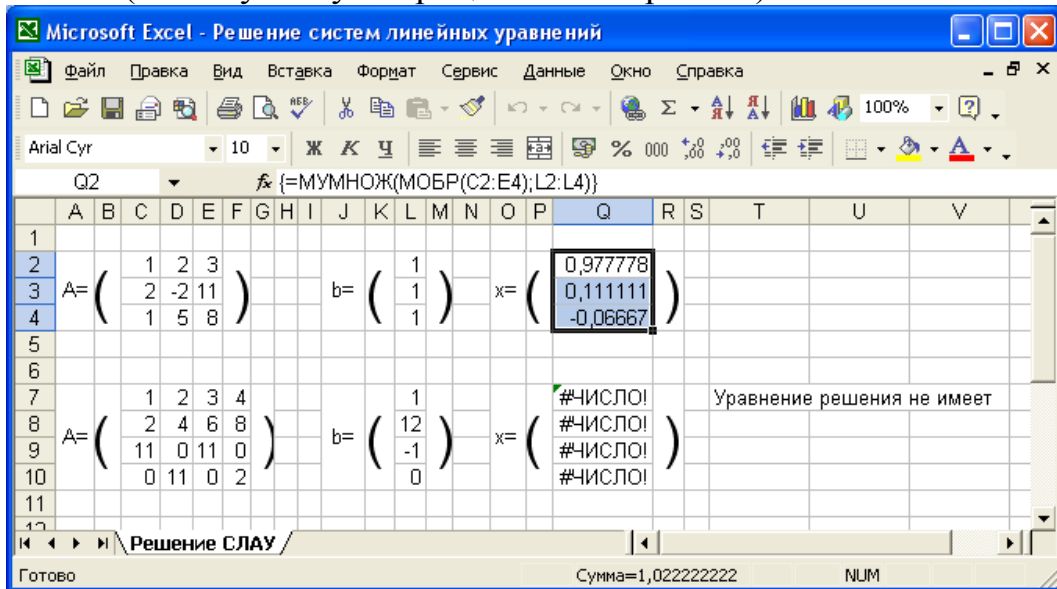 Microsoft Excel - Решение систем линейных уравнений
Файл Правка Вид Вставка Формат Сервис Данные Окно Справка
100%
Arial Cyr 10 Ж К Ч % 000
Q2 fx {=МУМНОЖ(МОБР(C2:E4);L2:L4)}
A B C D E F G H I J K L M N O P Q R S T U V
1
2 1 2 3 1 0,977778
3 A= ( 2 -2 11 ) b= ( 1 ) x= ( 0,111111 )
4 1 5 8 1 -0,06667
5
6
7 1 2 3 4 1 #ЧИСЛО! Уравнение решения не имеет
8 2 4 6 8 12 #ЧИСЛО!
A= ( ) b= ( ) x= ( )
9 11 0 11 0 -1 #ЧИСЛО!
10 0 11 0 2 0 #ЧИСЛО!
11
Решение СЛАУ
Готово Сумма=1,022222222 NUM